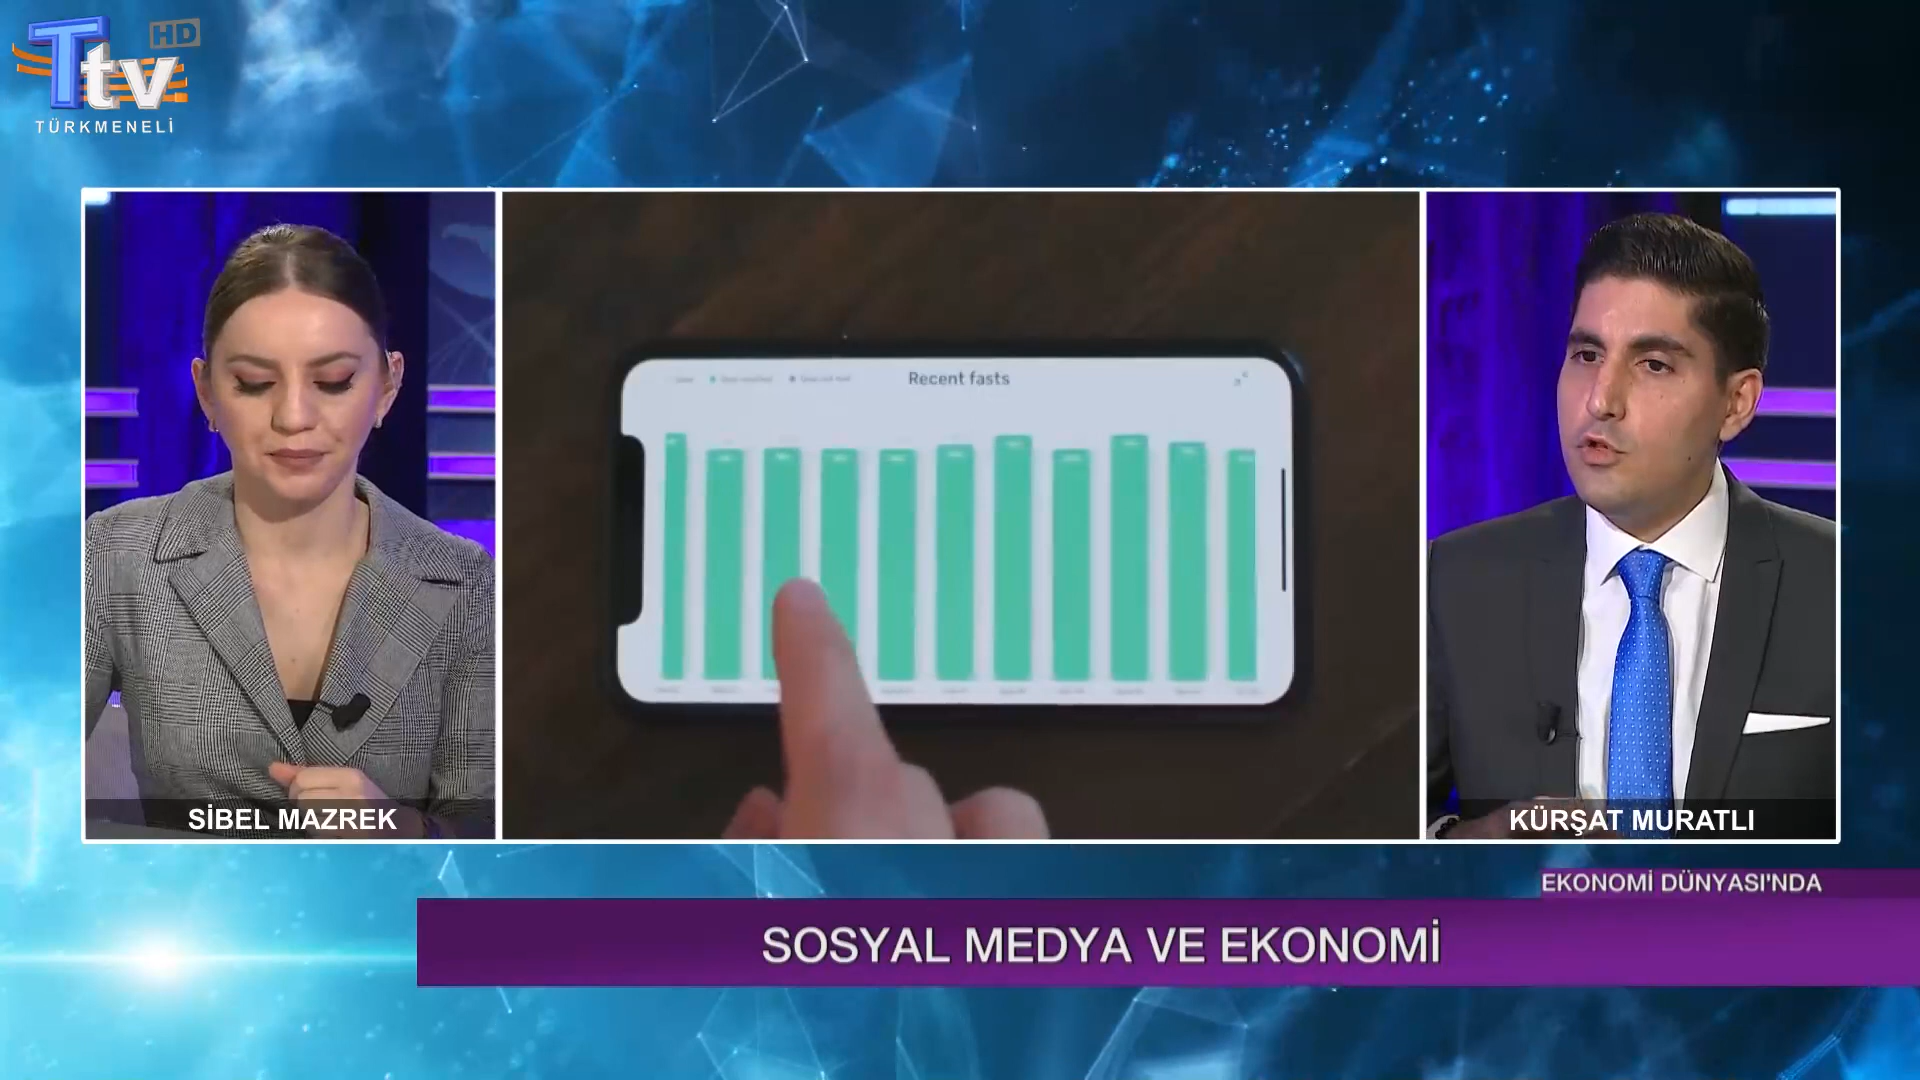 Ttv HD
TÜRKMENELİ
Recent fasts
SİBEL MAZREK
KÜRŞAT MURATLI
EKONOMİ DÜNYASI'NDA
SOSYAL MEDYA VE EKONOMİ